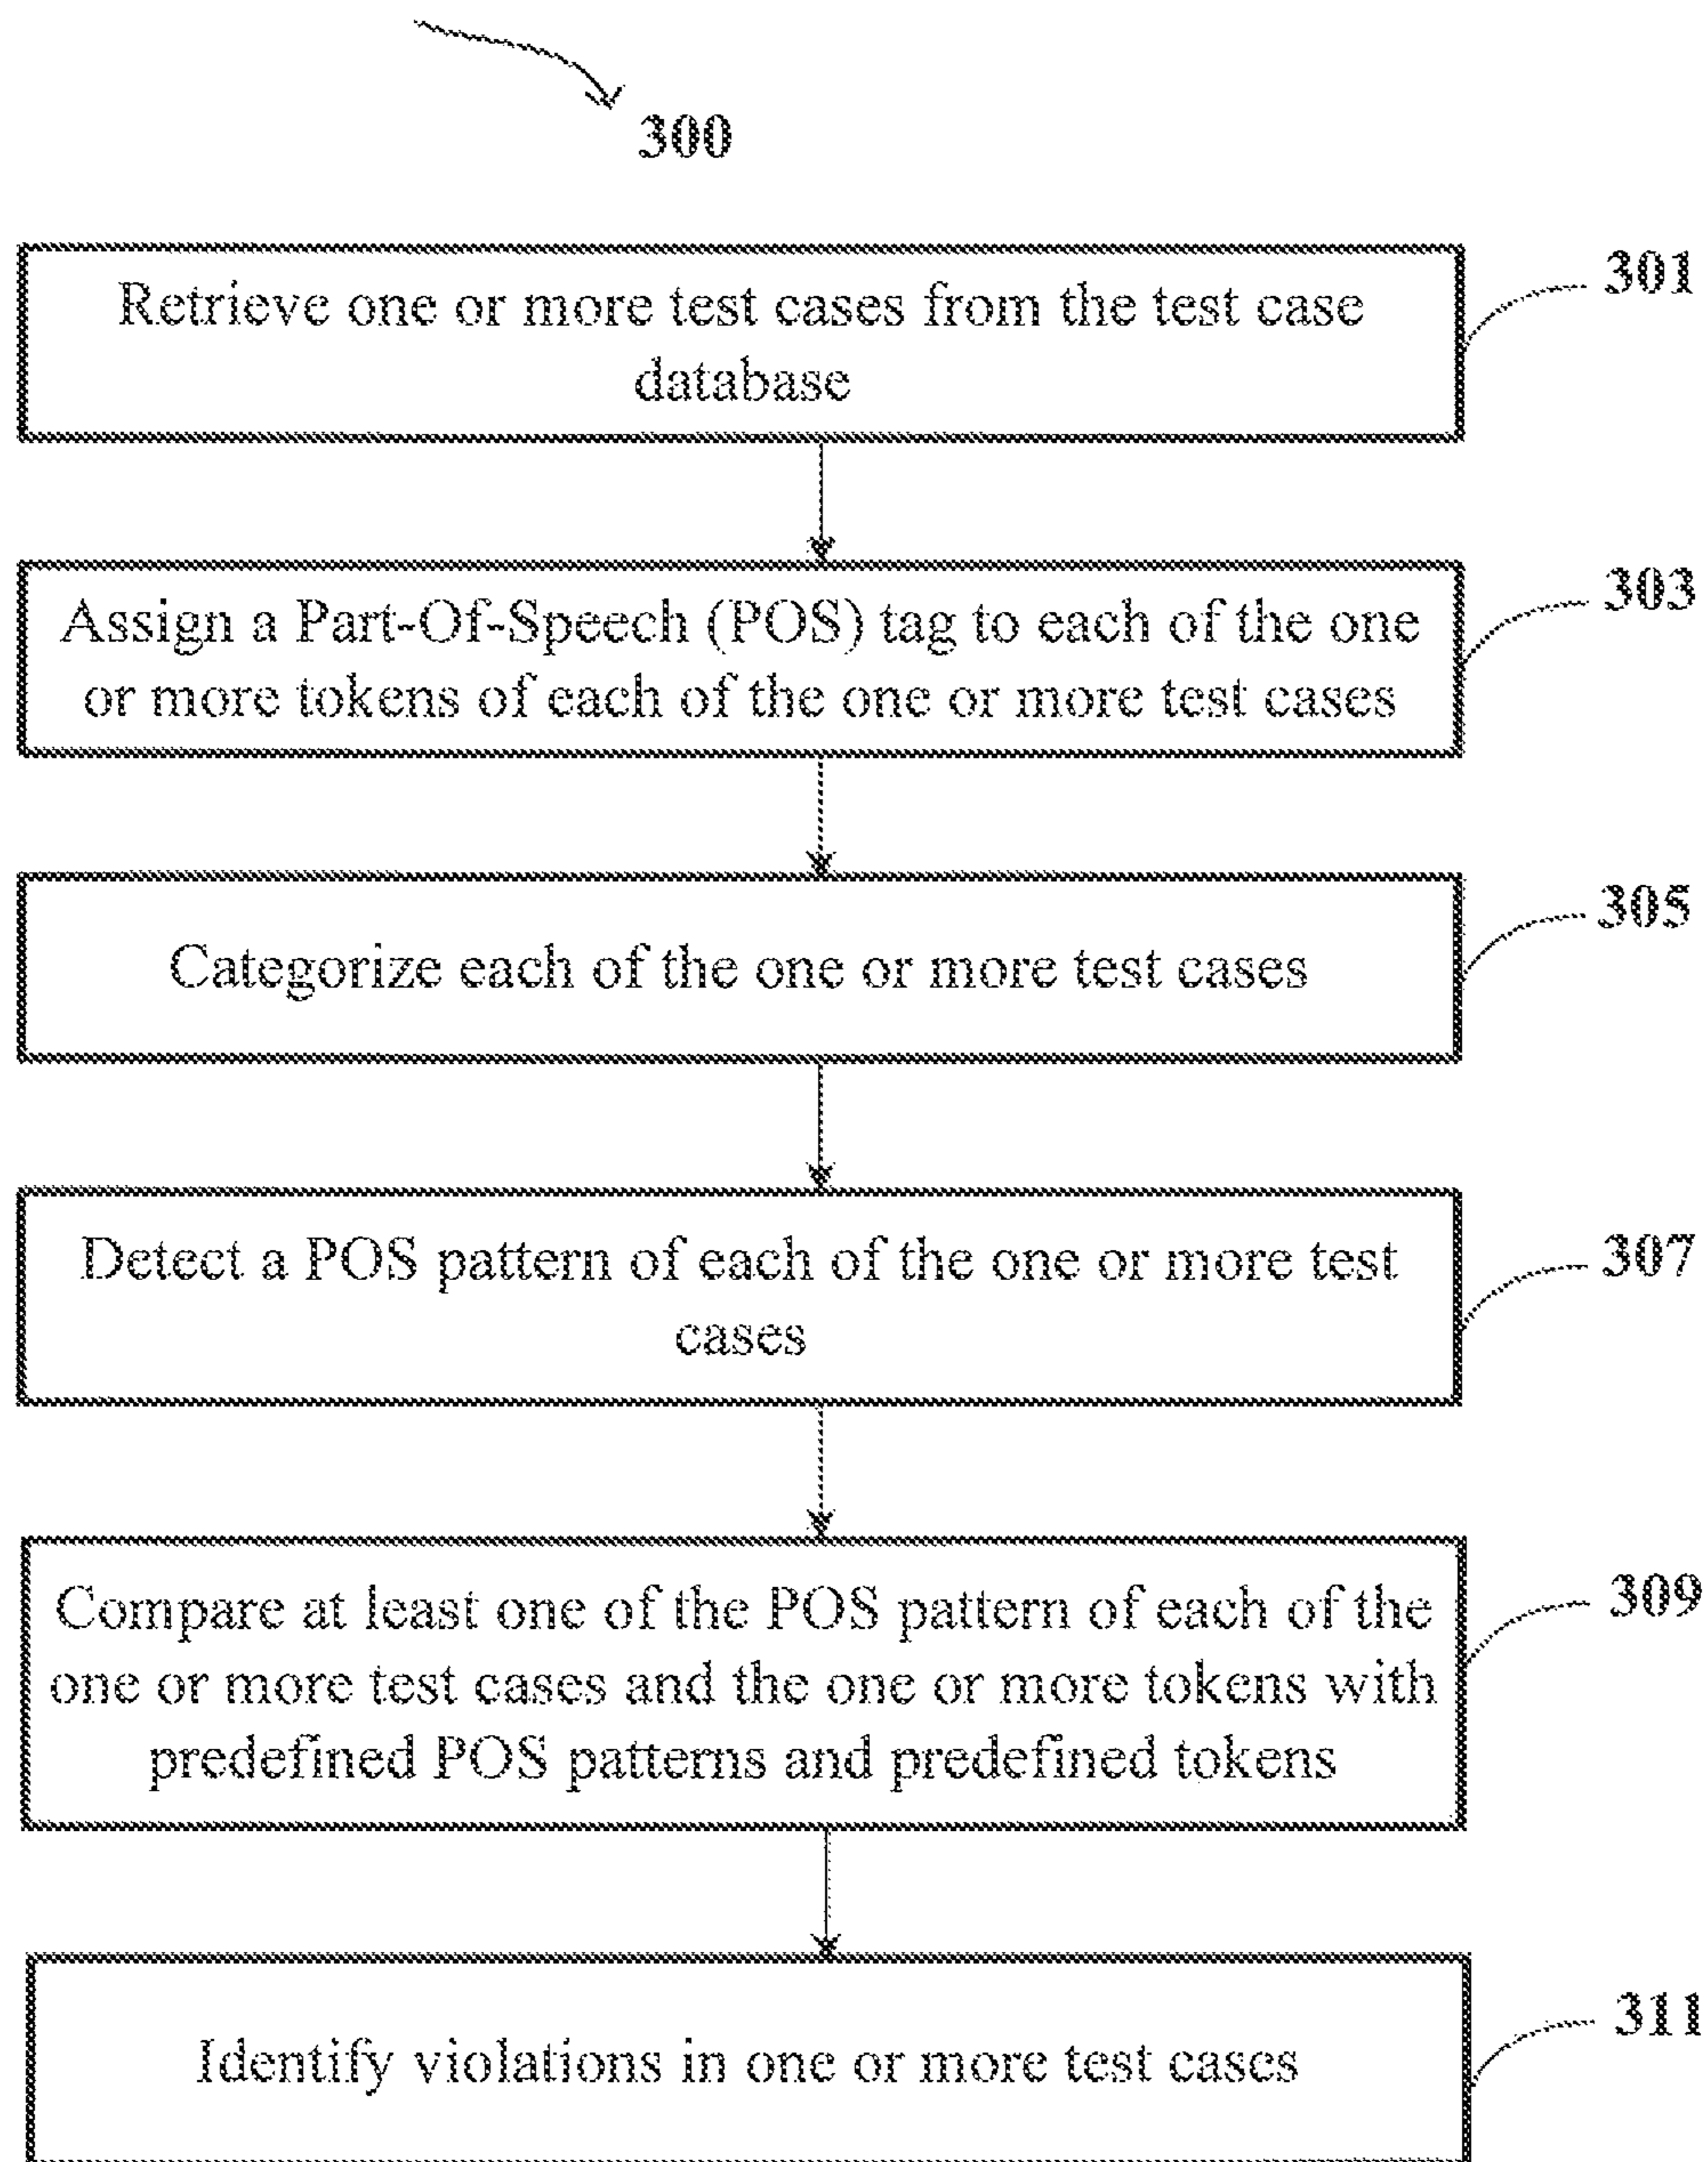 300
Retrieve one or more test cases from the test case
database
301
Assign a Part-Of-Speech (POS) tag to each of the one
or more tokens of each of the one or more test cases
303
Categorize each of the one or more test cases
305
Detect a POS pattern of each of the one or more test
cases
307
Compare at least one of the POS pattern of each of the
one or more test cases and the one or more tokens with
predefined POS patterns and predefined tokens
309
Identify violations in one or more test cases
311